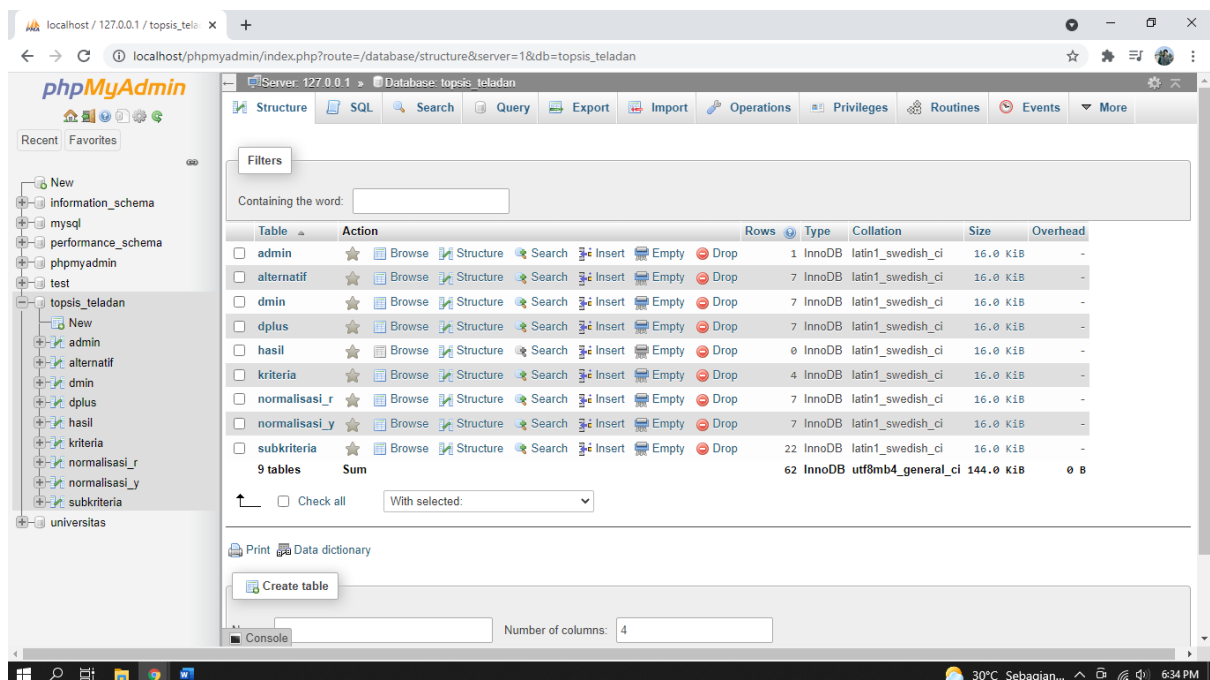 localhost / 127.0.0.1 / topsis_tela
localhost/phpmyadmin/index.php?route=/database/structure&server=1&db=topsis_teladan
phpMyAdmin
Recent Favorites
New
information_schema
mysql
performance_schema
phpmyadmin
test
topsis_teladan
New
admin
alternatif
dmin
dplus
hasil
kriteria
normalisasi_r
normalisasi_y
subkriteria
universitas
Server: 127.0.0.1 » Database: topsis_teladan
Structure SQL Search Query Export Import Operations Privileges Routines Events More
Filters
Containing the word:
Table Action Rows Type Collation Size Overhead
admin Browse Structure Search Insert Empty Drop 1 InnoDB latin1_swedish_ci 16.0 KiB -
alternatif Browse Structure Search Insert Empty Drop 7 InnoDB latin1_swedish_ci 16.0 KiB -
dmin Browse Structure Search Insert Empty Drop 7 InnoDB latin1_swedish_ci 16.0 KiB -
dplus Browse Structure Search Insert Empty Drop 7 InnoDB latin1_swedish_ci 16.0 KiB -
hasil Browse Structure Search Insert Empty Drop 0 InnoDB latin1_swedish_ci 16.0 KiB -
kriteria Browse Structure Search Insert Empty Drop 4 InnoDB latin1_swedish_ci 16.0 KiB -
normalisasi_r Browse Structure Search Insert Empty Drop 7 InnoDB latin1_swedish_ci 16.0 KiB -
normalisasi_y Browse Structure Search Insert Empty Drop 7 InnoDB latin1_swedish_ci 16.0 KiB -
subkriteria Browse Structure Search Insert Empty Drop 22 InnoDB latin1_swedish_ci 16.0 KiB -
9 tables Sum 62 InnoDB utf8mb4_general_ci 144.0 KiB 0 B
Check all With selected:
Print Data dictionary
Create table
Number of columns: 4
Console
30°C Sebagian... 6:34 PM